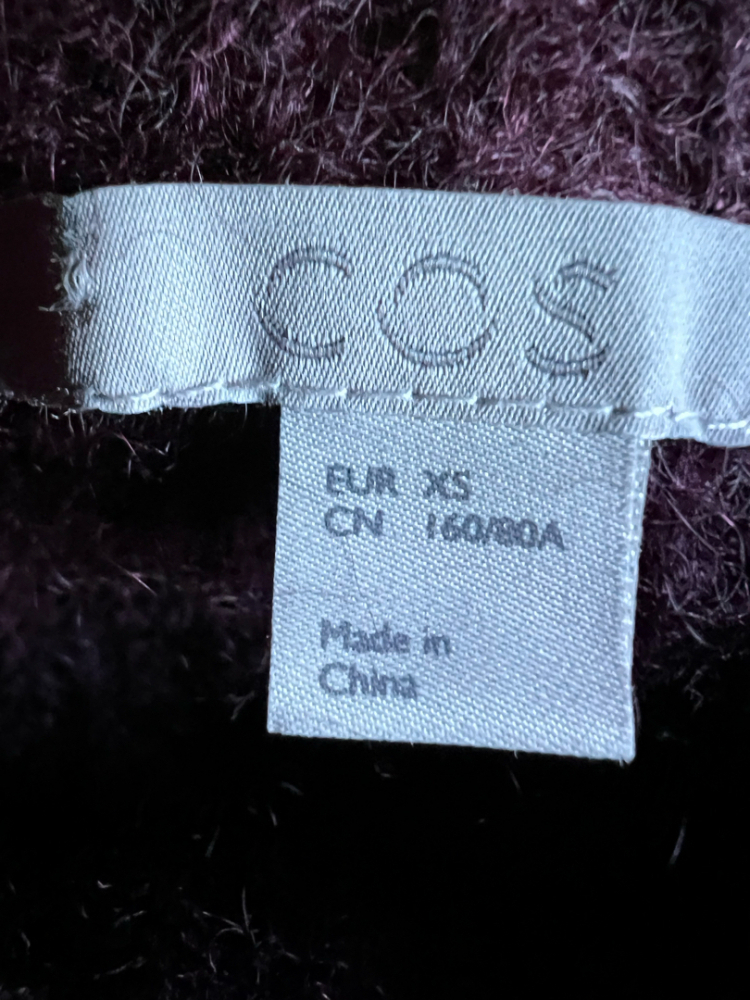 COS
EUR XS
CN 160/80A
Made in
China